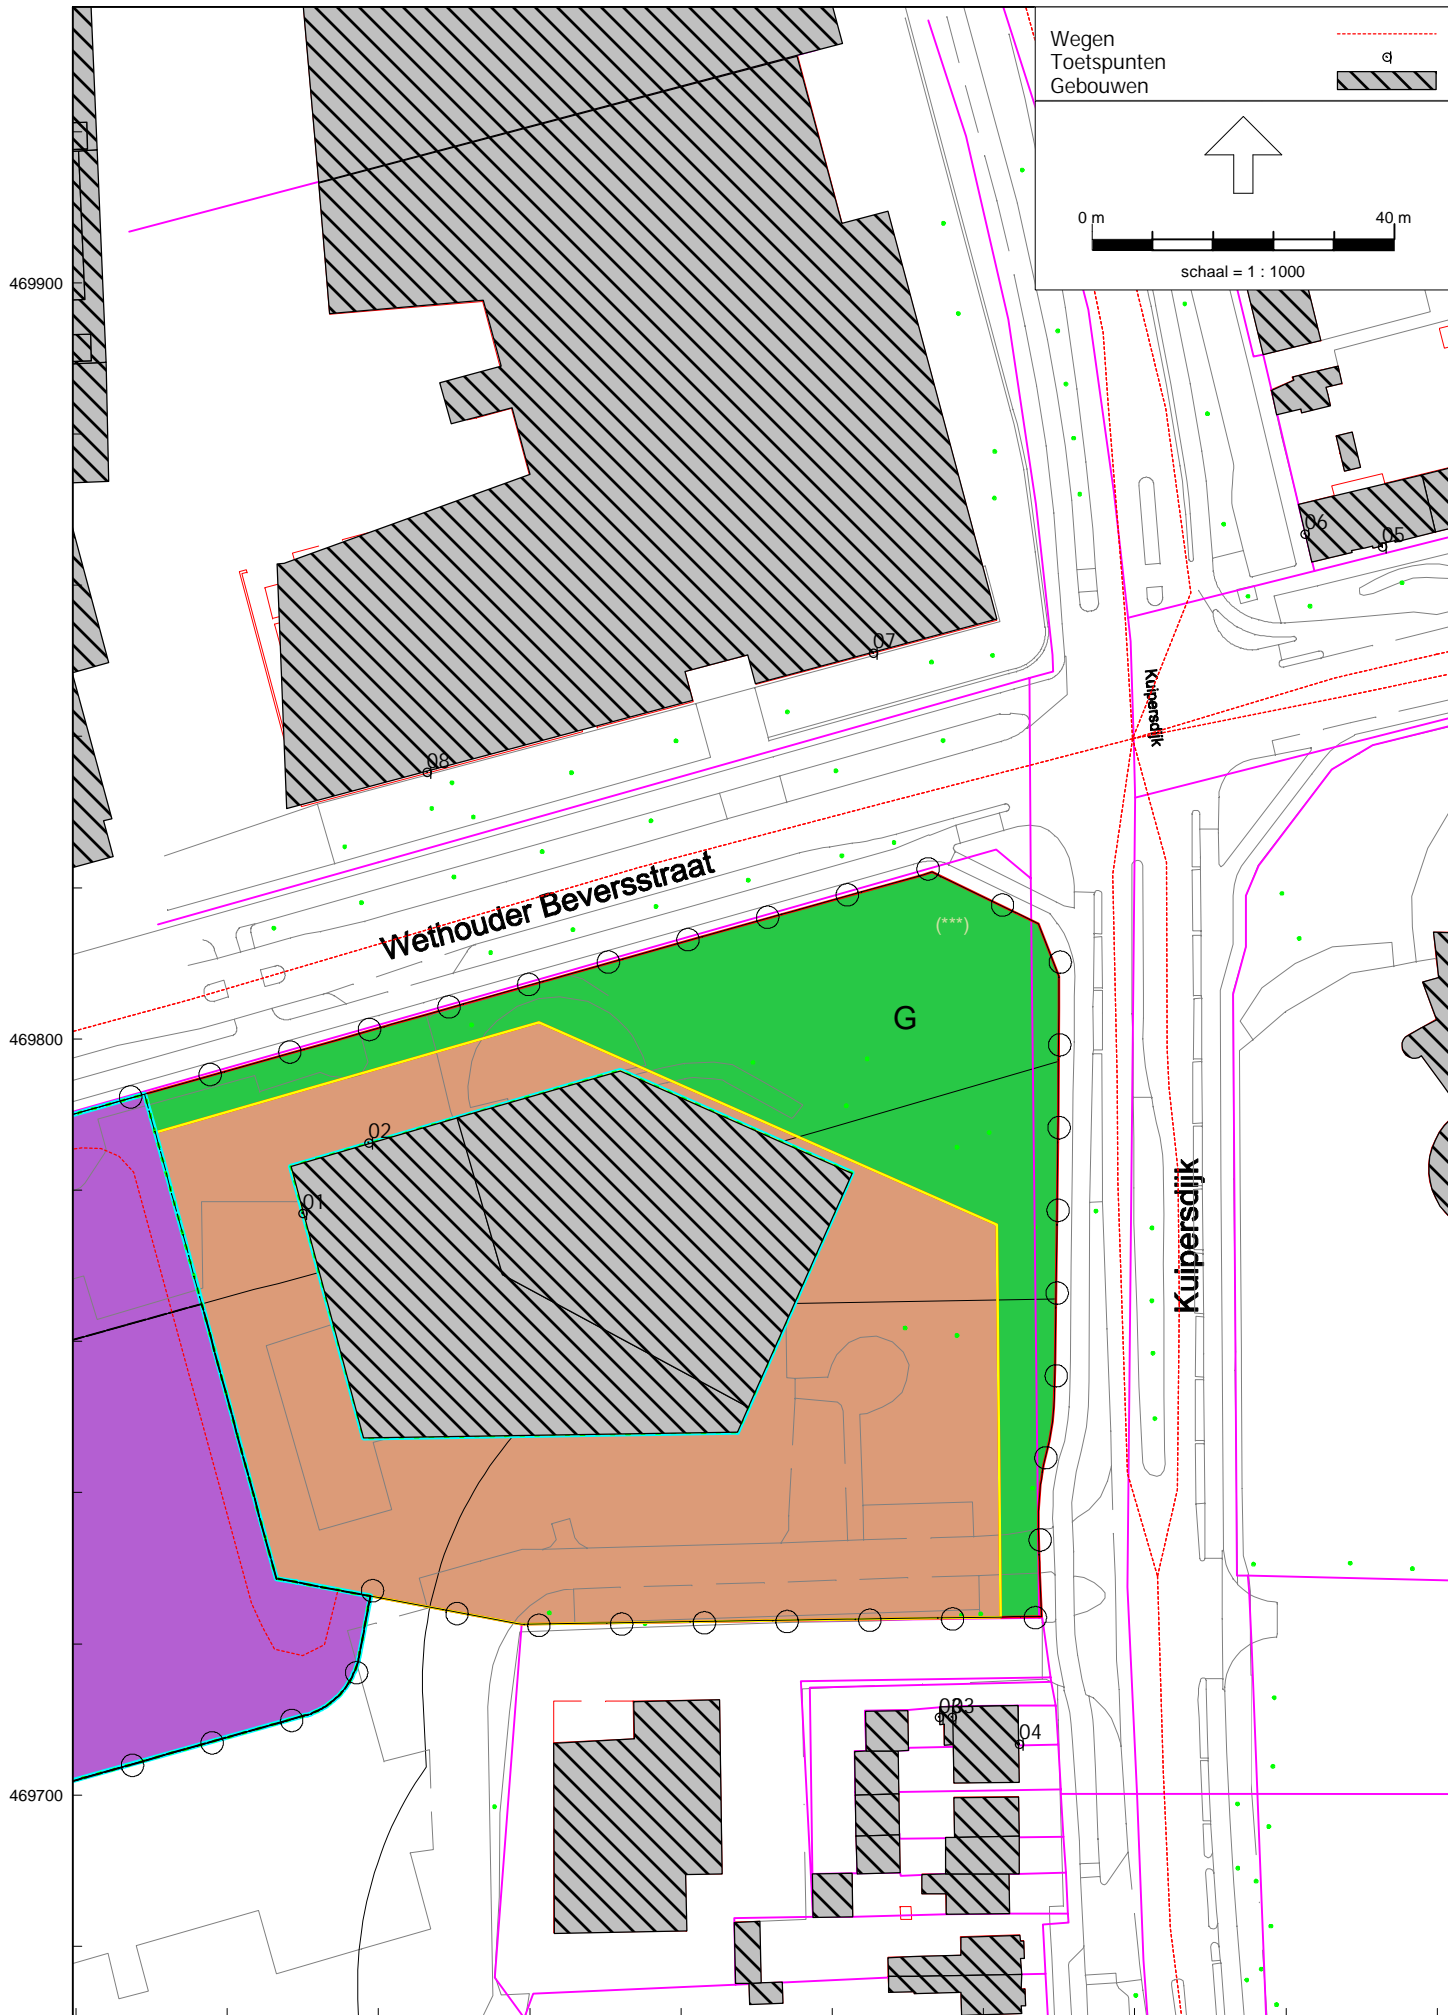 Wegen
Toetspunten
Gebouwen
0 m 40 m
schaal = 1 : 1000
469900
06
05
07
Kuipersdijk
08
Wethouder Beversstraat
(***)
G
469800
02
01
Kuipersdijk
03
04
469700